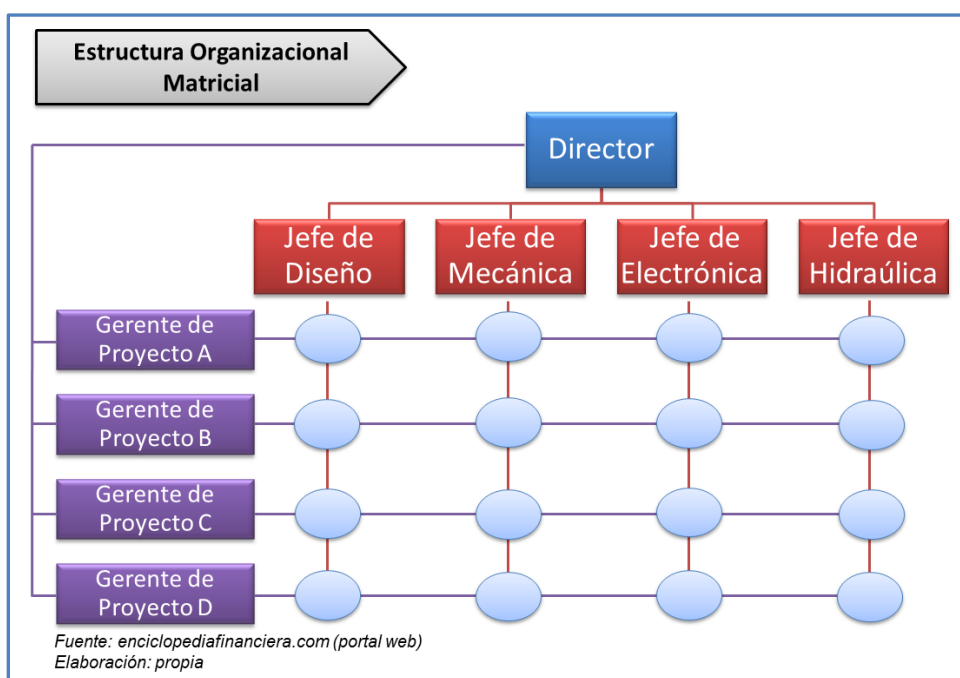 Estructura Organizacional
Matricial
Director
Jefe de
Diseño
Jefe de
Mecánica
Jefe de
Electrónica
Jefe de
Hidraúlica
Gerente de
Proyecto A
Gerente de
Proyecto B
Gerente de
Proyecto C
Gerente de
Proyecto D
Fuente: enciclopediafinanciera.com (portal web)
Elaboración: propia